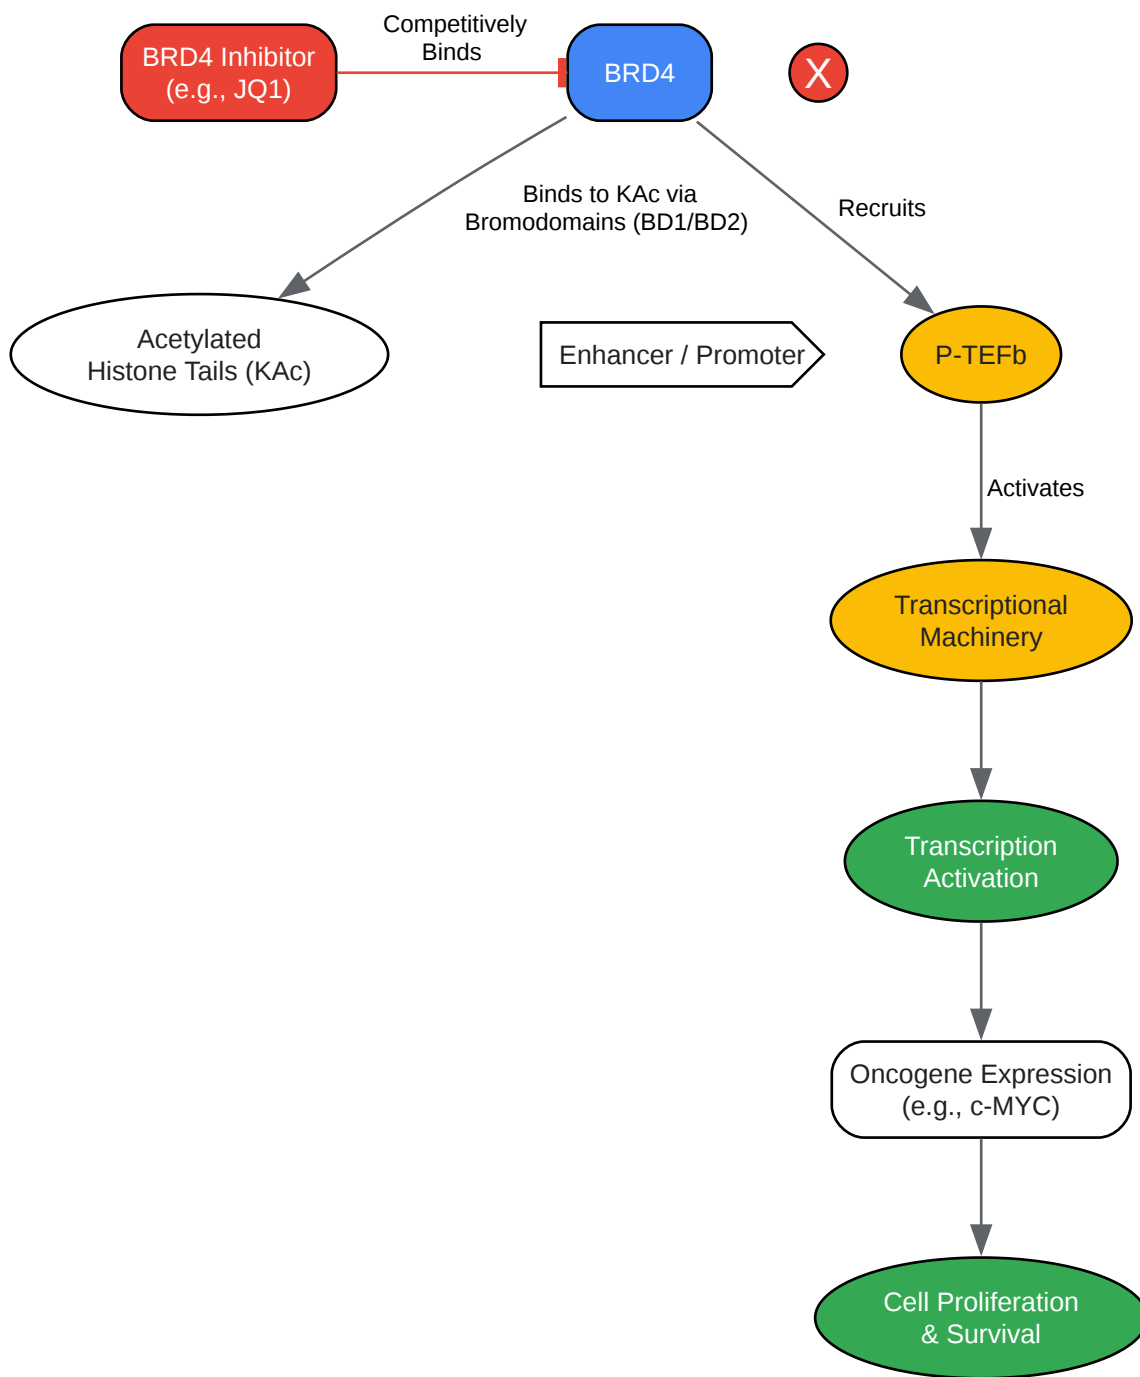 Competitively
Binds
BRD4 Inhibitor
(e.g., JQ1)
BRD4
X
Binds to KAc via
Bromodomains (BD1/BD2)
Recruits
Acetylated
Histone Tails (KAc)
Enhancer / Promoter
P-TEFb
Activates
Transcriptional
Machinery
Transcription
Activation
Oncogene Expression
(e.g., c-MYC)
Cell Proliferation
& Survival